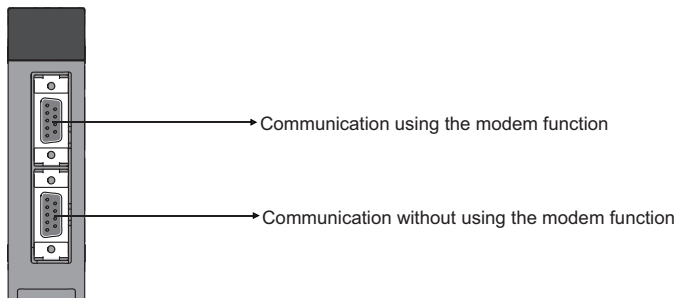 Communication using the modem function
Communication without using the modem function